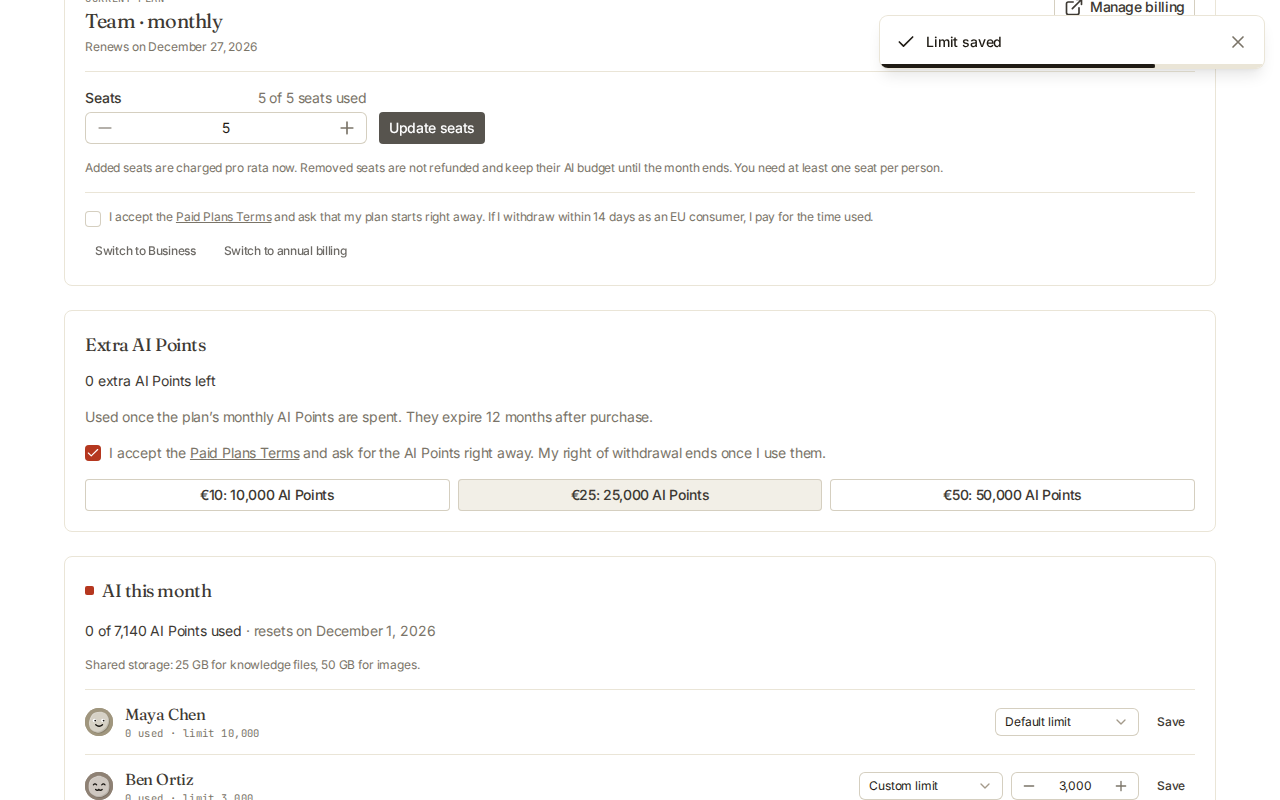 Team · monthly
Manage billing
Renews on December 27, 2026
Limit saved
Seats
5 of 5 seats used
5
Update seats
Added seats are charged pro rata now. Removed seats are not refunded and keep their AI budget until the month ends. You need at least one seat per person.
I accept the Paid Plans Terms and ask that my plan starts right away. If I withdraw within 14 days as an EU consumer, I pay for the time used.
Switch to Business
Switch to annual billing
Extra AI Points
0 extra AI Points left
Used once the plan’s monthly AI Points are spent. They expire 12 months after purchase.
I accept the Paid Plans Terms and ask for the AI Points right away. My right of withdrawal ends once I use them.
€10: 10,000 AI Points
€25: 25,000 AI Points
€50: 50,000 AI Points
AI this month
0 of 7,140 AI Points used · resets on December 1, 2026
Shared storage: 25 GB for knowledge files, 50 GB for images.
Maya Chen
0 used · limit 10,000
Default limit
Save
Ben Ortiz
0 used · limit 3,000
Custom limit
3,000
Save